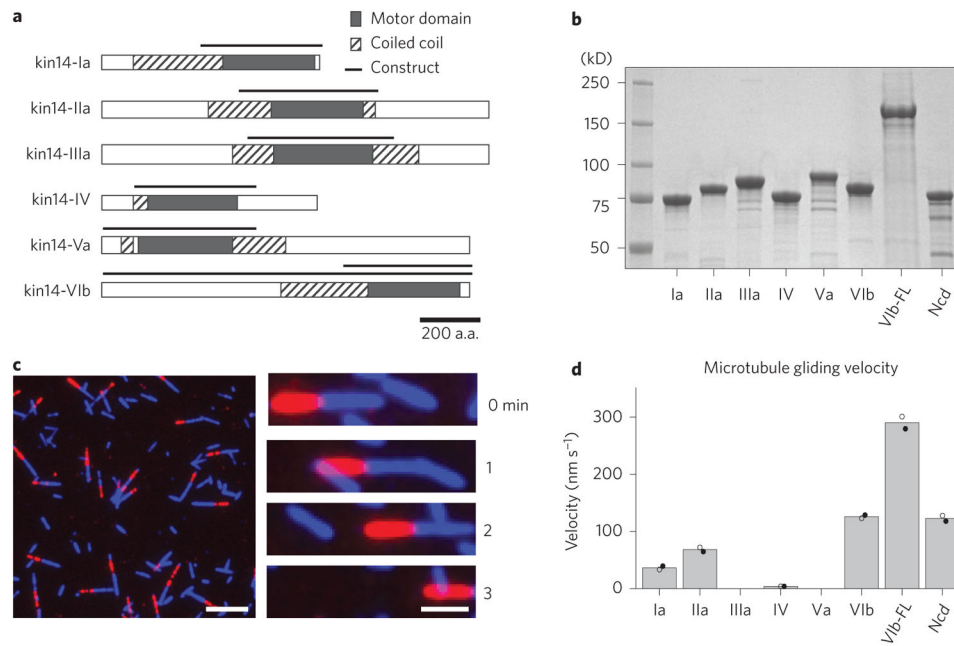 a
Motor domain
Coiled coil
Construct
kin14-Ia
kin14-IIa
kin14-IIIa
kin14-IV
kin14-Va
kin14-VIb
200 a.a.
b
(kD)
250
150
100
75
50
Ia IIa IIIa IV Va VIb VIb-FL Ncd
c
0 min
1
2
3
d
Microtubule gliding velocity
Velocity (nm s⁻¹)
300
200
100
0
Ia IIa IIIa IV Va VIb VIb-FL Ncd